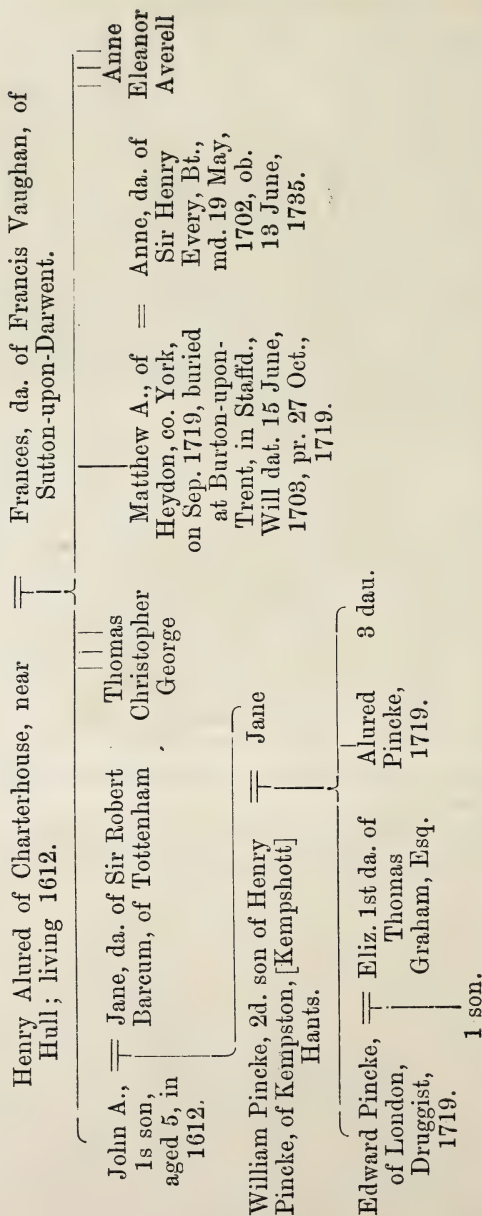 Henry Alured of Charterhouse, near
Hull; living 1612.
=
Frances, da. of Francis Vaughan, of
Sutton-upon-Darwent.
John A.,
1s son,
aged 5, in
1612.
=
Jane, da. of Sir Robert
Barcum, of Tottenham
Thomas
Christopher
George
Matthew A., of
Heydon, co. York,
on Sep. 1719, buried
at Burton-upon-
Trent, in Staffd.,
Will dat. 15 June,
1703, pr. 27 Oct.,
1719.
=
Anne, da. of
Sir Henry
Every, Bt.,
md. 19 May,
1702, ob.
13 June,
1735.
Anne
Eleanor
Averell
William Pincke, 2d. son of Henry
Pincke, of Kempston, [Kempshott]
Hants.
=
Jane
Edward Pincke,
of London,
Druggist,
1719.
=
Eliz. 1st da. of
Thomas
Graham, Esq.
Alured
Pincke,
1719.
3 dau.
1 son.